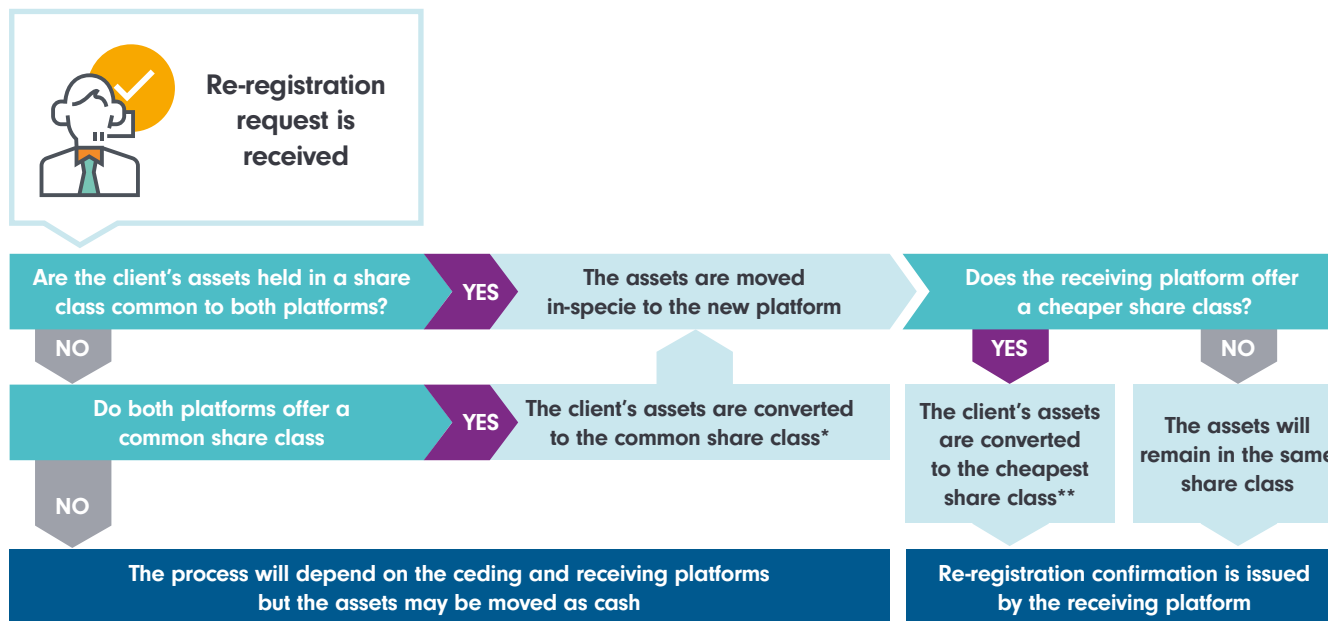 Re-registration
request is
received
Are the client's assets held in a share
class common to both platforms?
YES
The assets are moved
in-specie to the new platform
Does the receiving platform offer
a cheaper share class?
NO
YES
NO
Do both platforms offer a
common share class
YES
The client's assets are converted
to the common share class*
The client's assets
are converted
to the cheapest
share class**
The assets will
remain in the same
share class
NO
The process will depend on the ceding and receiving platforms
but the assets may be moved as cash
Re-registration confirmation is issued
by the receiving platform